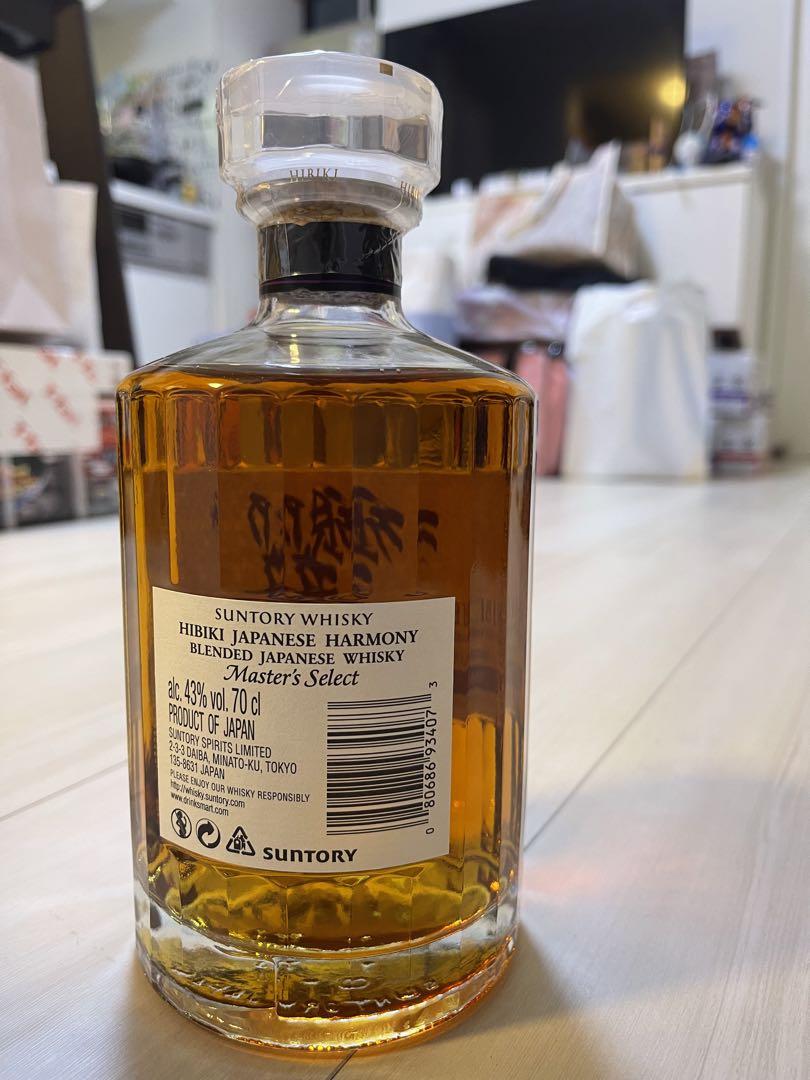 HIBIKI
SUNTORY WHISKY
HIBIKI JAPANESE HARMONY
BLENDED JAPANESE WHISKY
Master's Select
alc. 43% vol. 70 cl
PRODUCT OF JAPAN
SUNTORY SPIRITS LIMITED
2-3-3 DAIBA, MINATO-KU, TOKYO
135-8631 JAPAN
PLEASE ENJOY OUR WHISKY RESPONSIBLY
http://whisky.suntory.com
www.drinksmart.com
0 80686 93407 3
SUNTORY